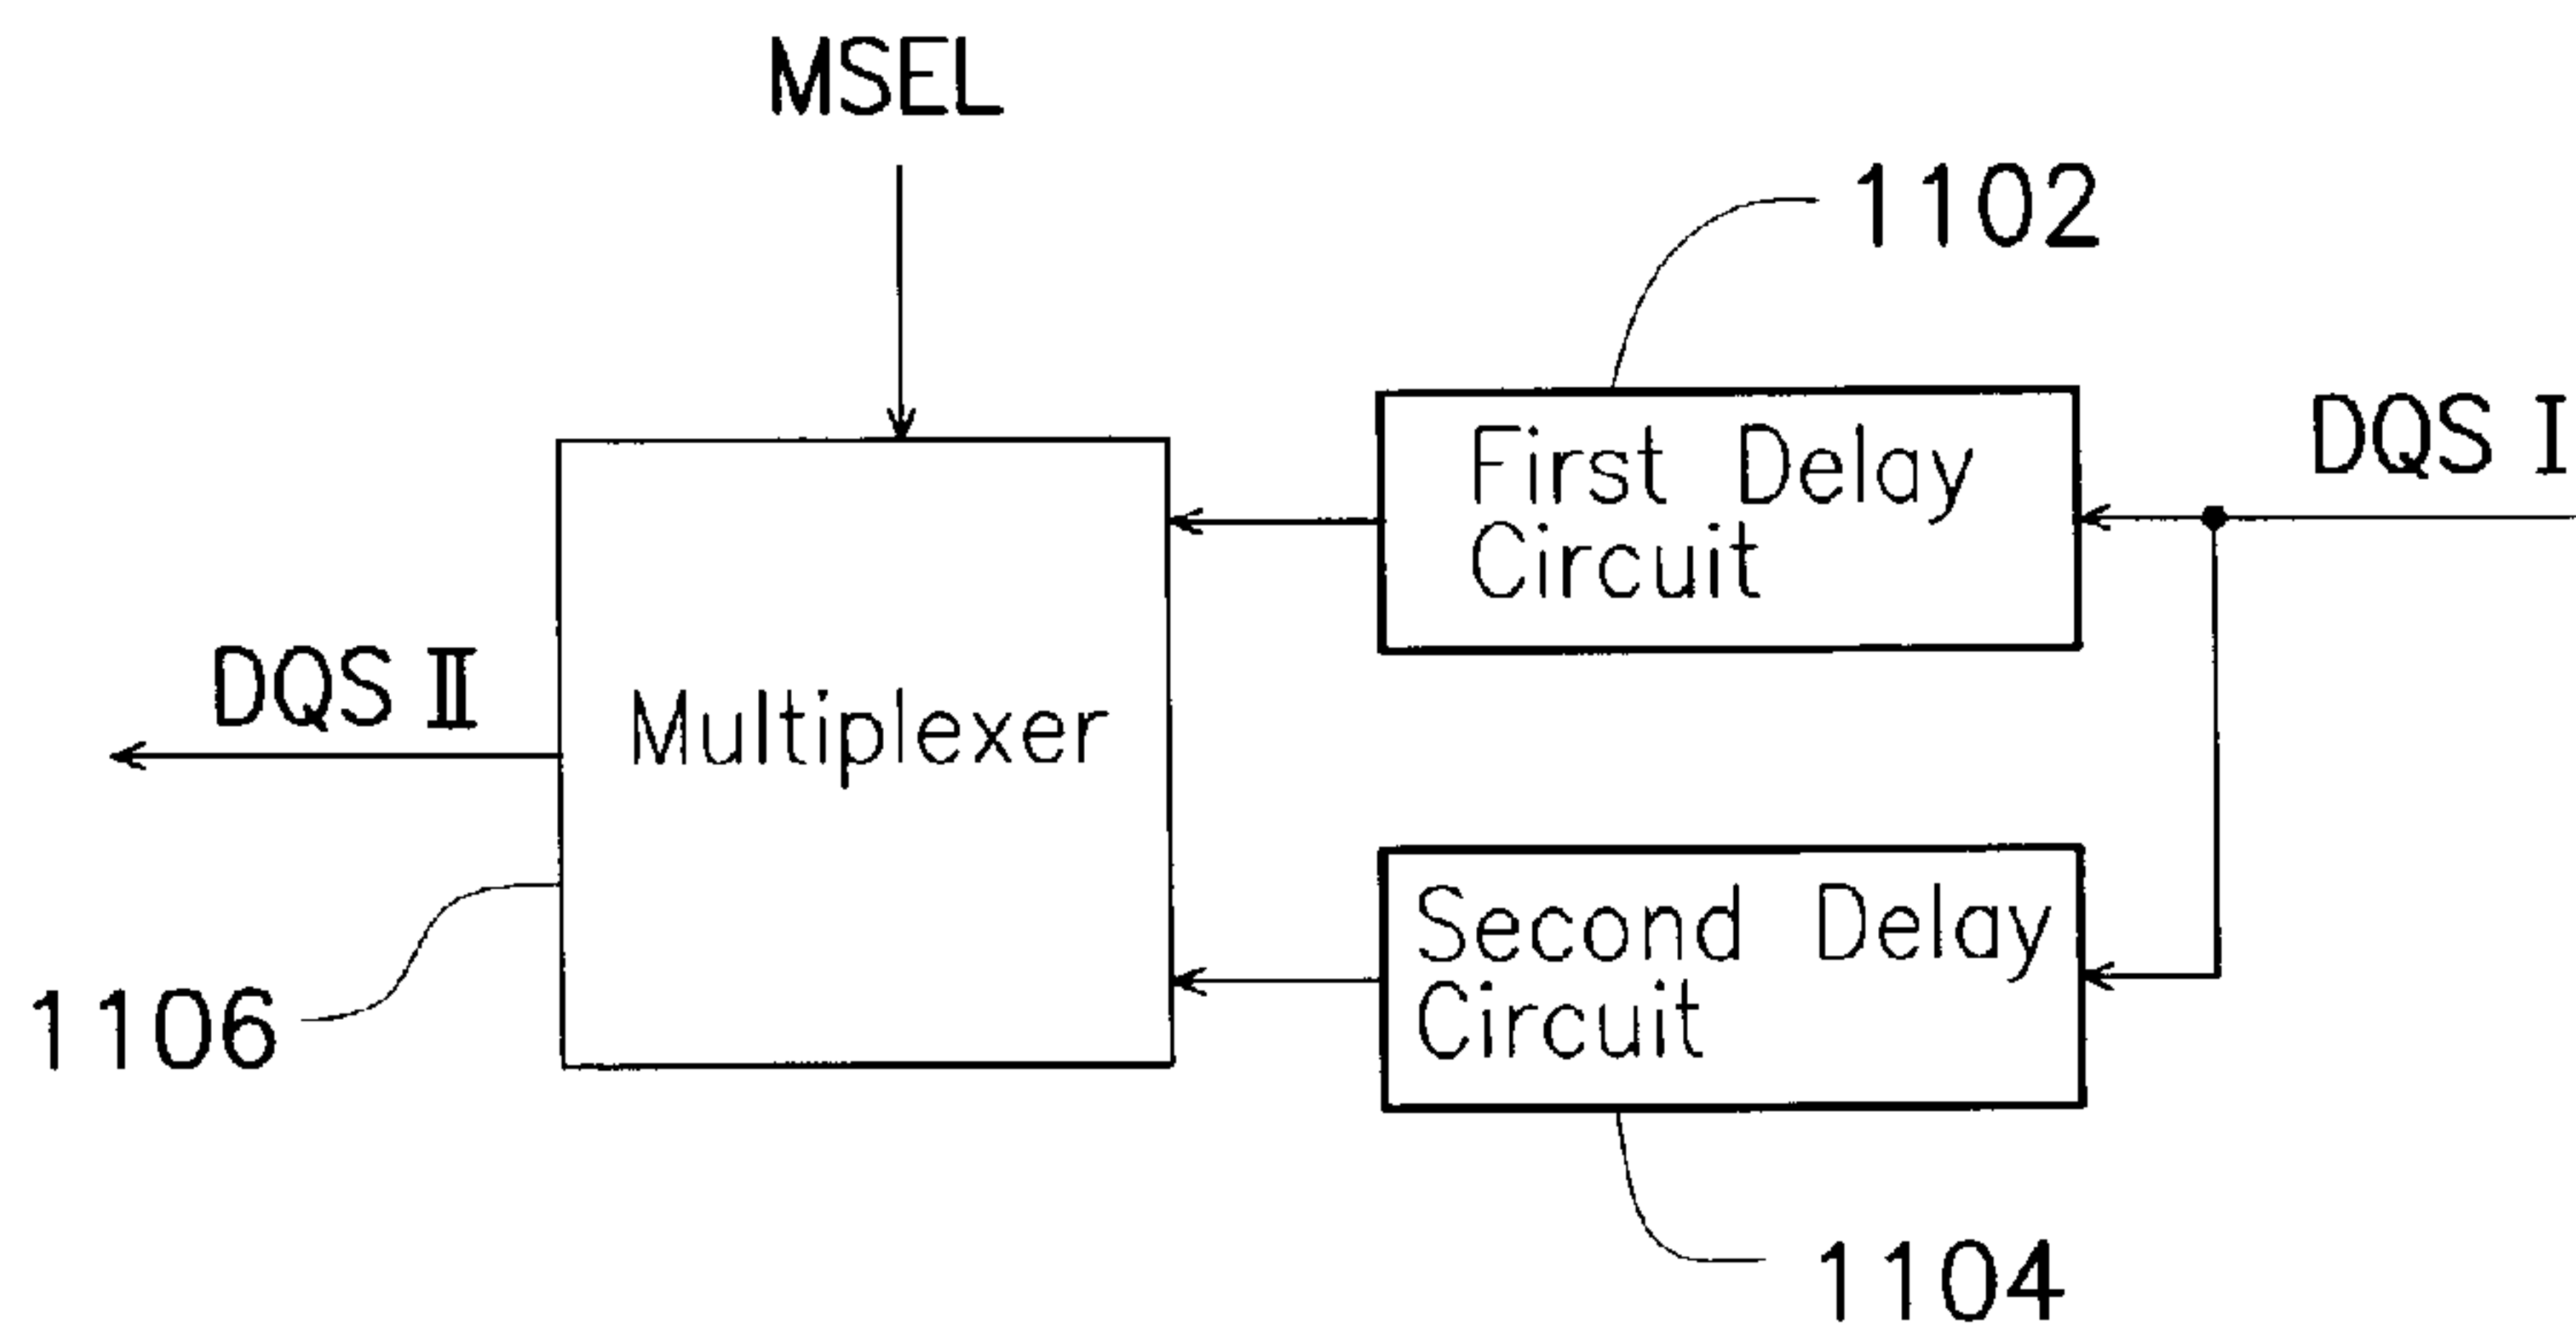 MSEL
1102
DQS I
First Delay
Circuit
DQS II
Multiplexer
Second Delay
Circuit
1106
1104